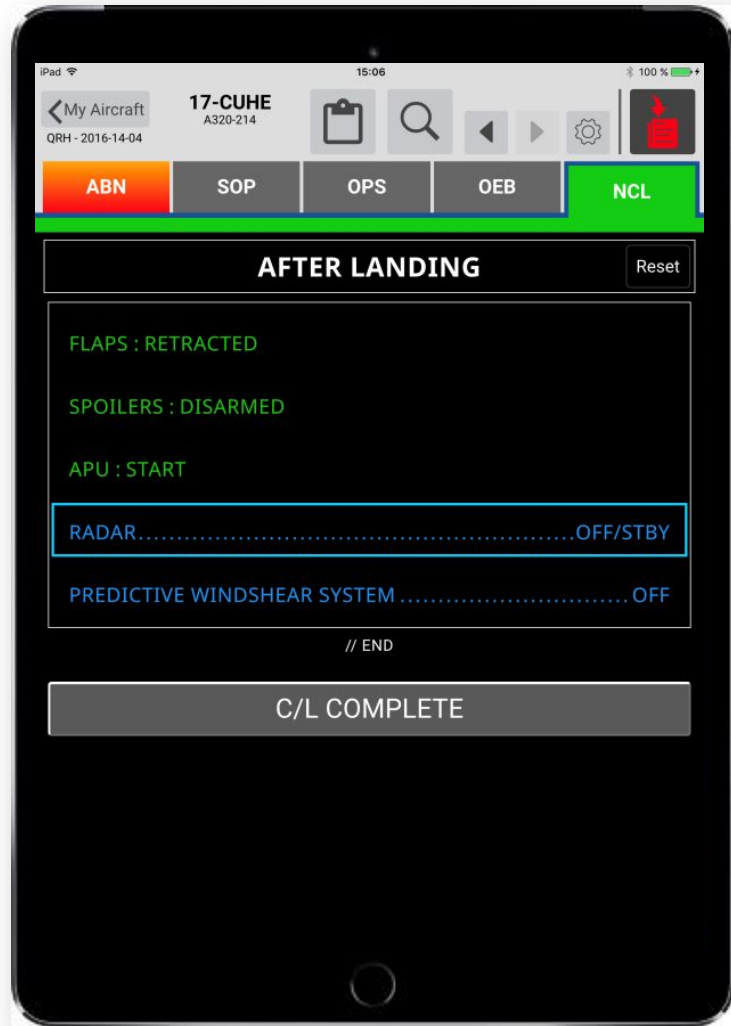 iPad 15:06 100 %
My Aircraft 17-CUHE
A320-214
QRH - 2016-14-04
ABN SOP OPS OEB NCL
AFTER LANDING Reset
FLAPS : RETRACTED
SPOILERS : DISARMED
APU : START
RADAR............................................................OFF/STBY
PREDICTIVE WINDSHEAR SYSTEM ............................... OFF
// END
C/L COMPLETE